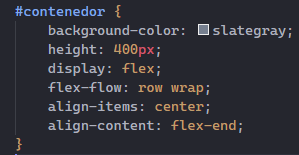 #contenedor {
    background-color: slategray;
    height: 400px;
    display: flex;
    flex-flow: row wrap;
    align-items: center;
    align-content: flex-end;
}